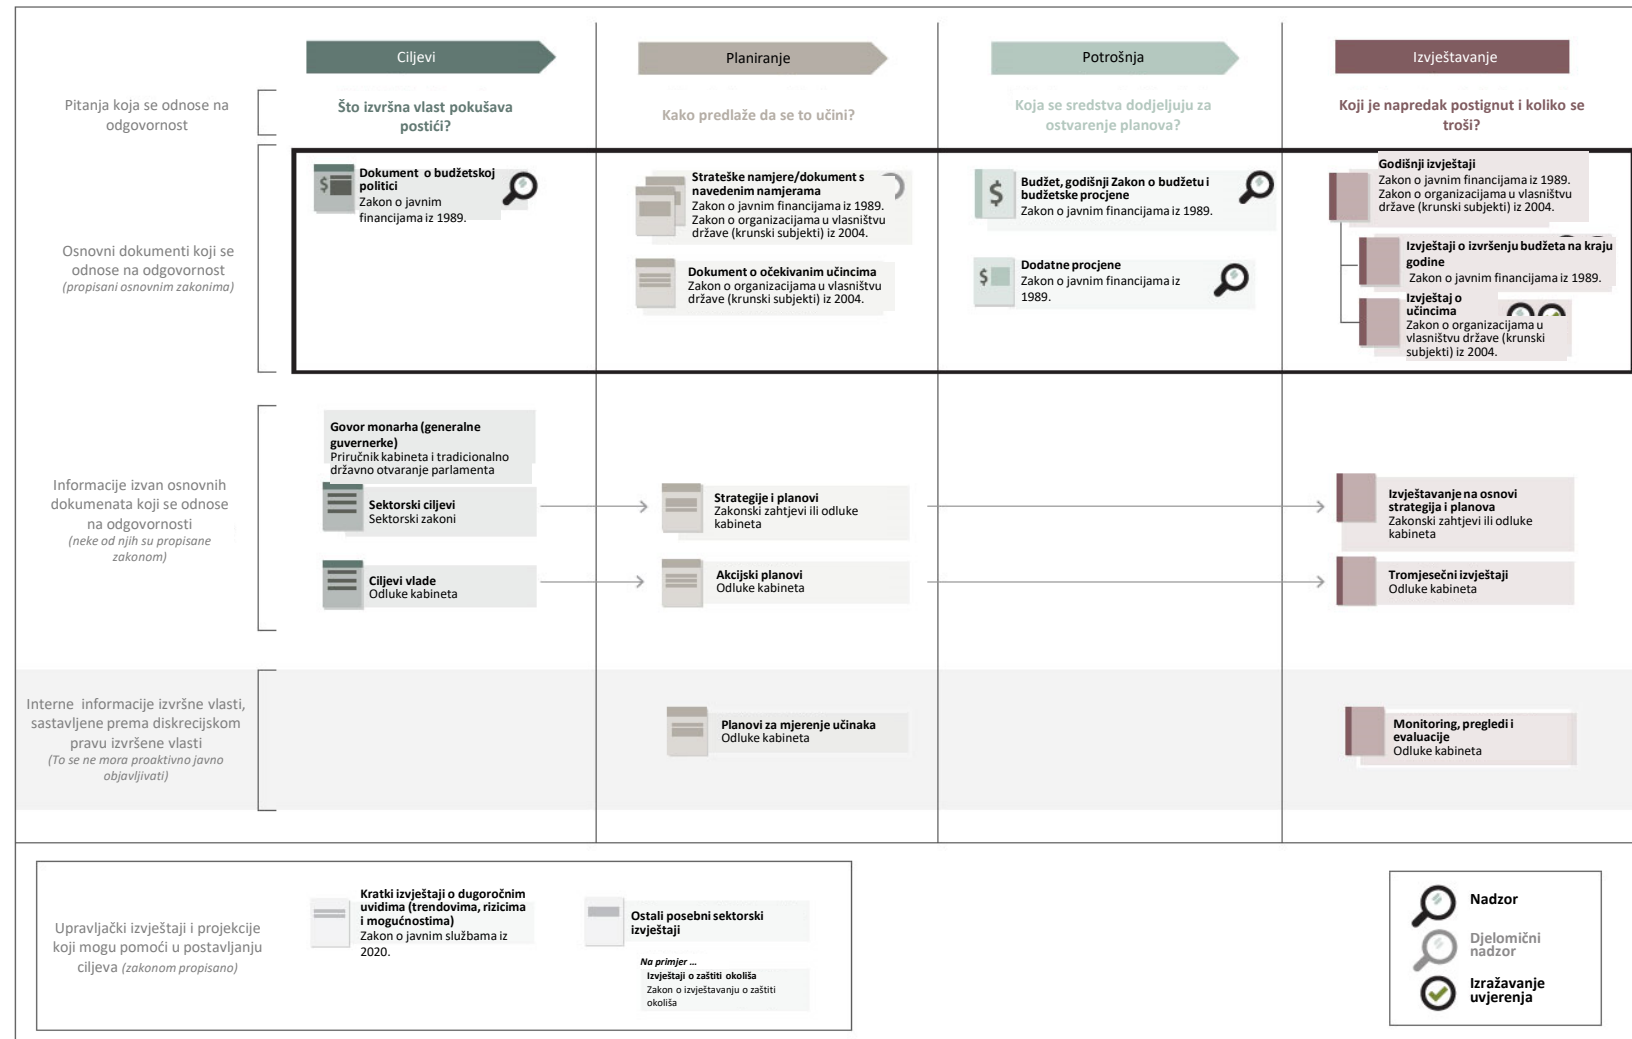 Ciljevi
Planiranje
Potrošnja
Izvještavanje
Pitanja koja se odnose na
odgovornost
Što izvršna vlast pokušava
postići?
Kako predlaže da se to učini?
Koja se sredstva dodjeljuju za
ostvarenje planova?
Koji je napredak postignut i koliko se
troši?
Osnovni dokumenti koji se
odnose na odgovornost
(propisani osnovnim zakonima)
Dokument o budžetskoj
politici
Zakon o javnim
financijama iz 1989.
Strateške namjere/dokument s
navedenim namjerama
Zakon o javnim financijama iz 1989.
Zakon o organizacijama u vlasništvu
države (krunski subjekti) iz 2004.
Dokument o očekivanim učincima
Zakon o organizacijama u vlasništvu
države (krunski subjekti) iz 2004.
Budžet, godišnji Zakon o budžetu i
budžetske procjene
Zakon o javnim financijama iz 1989.
Dodatne procjene
Zakon o javnim financijama iz
1989.
Godišnji izvještaji
Zakon o javnim financijama iz 1989.
Zakon o organizacijama u vlasništvu
države (krunski subjekti) iz 2004.
Izvještaji o izvršenju budžeta na kraju
godine
Zakon o javnim financijama iz 1989.
Izvještaj o
učincima
Zakon o organizacijama u
vlasništvu države (krunski
subjekti) iz 2004.
Informacije izvan osnovnih
dokumenata koji se odnose
na odgovornosti
(neke od njih su propisane
zakonom)
Govor monarha (generalne
guvernerke)
Priručnik kabineta i tradicionalno
državno otvaranje parlamenta
Sektorski ciljevi
Sektorski zakoni
Ciljevi vlade
Odluke kabineta
Strategije i planovi
Zakonski zahtjevi ili odluke
kabineta
Akcijski planovi
Odluke kabineta
Izvještavanje na osnovi
strategija i planova
Zakonski zahtjevi ili odluke
kabineta
Tromjesečni izvještaji
Odluke kabineta
Interne informacije izvršne vlasti,
sastavljene prema diskrecijskom
pravu izvršene vlasti
(To se ne mora proaktivno javno
objavljivati)
Planovi za mjerenje učinaka
Odluke kabineta
Monitoring, pregledi i
evaluacije
Odluke kabineta
Upravljački izvještaji i projekcije
koji mogu pomoći u postavljanju
ciljeva (zakonom propisano)
Kratki izvještaji o dugoročnim
uvidima (trendovima, rizicima
i mogućnostima)
Zakon o javnim službama iz
2020.
Ostali posebni sektorski
izvještaji
Na primjer ...
Izvještaji o zaštiti okoliša
Zakon o izvještavanju o zaštiti
okoliša
Nadzor
Djelomični
nadzor
Izražavanje
uvjerenja